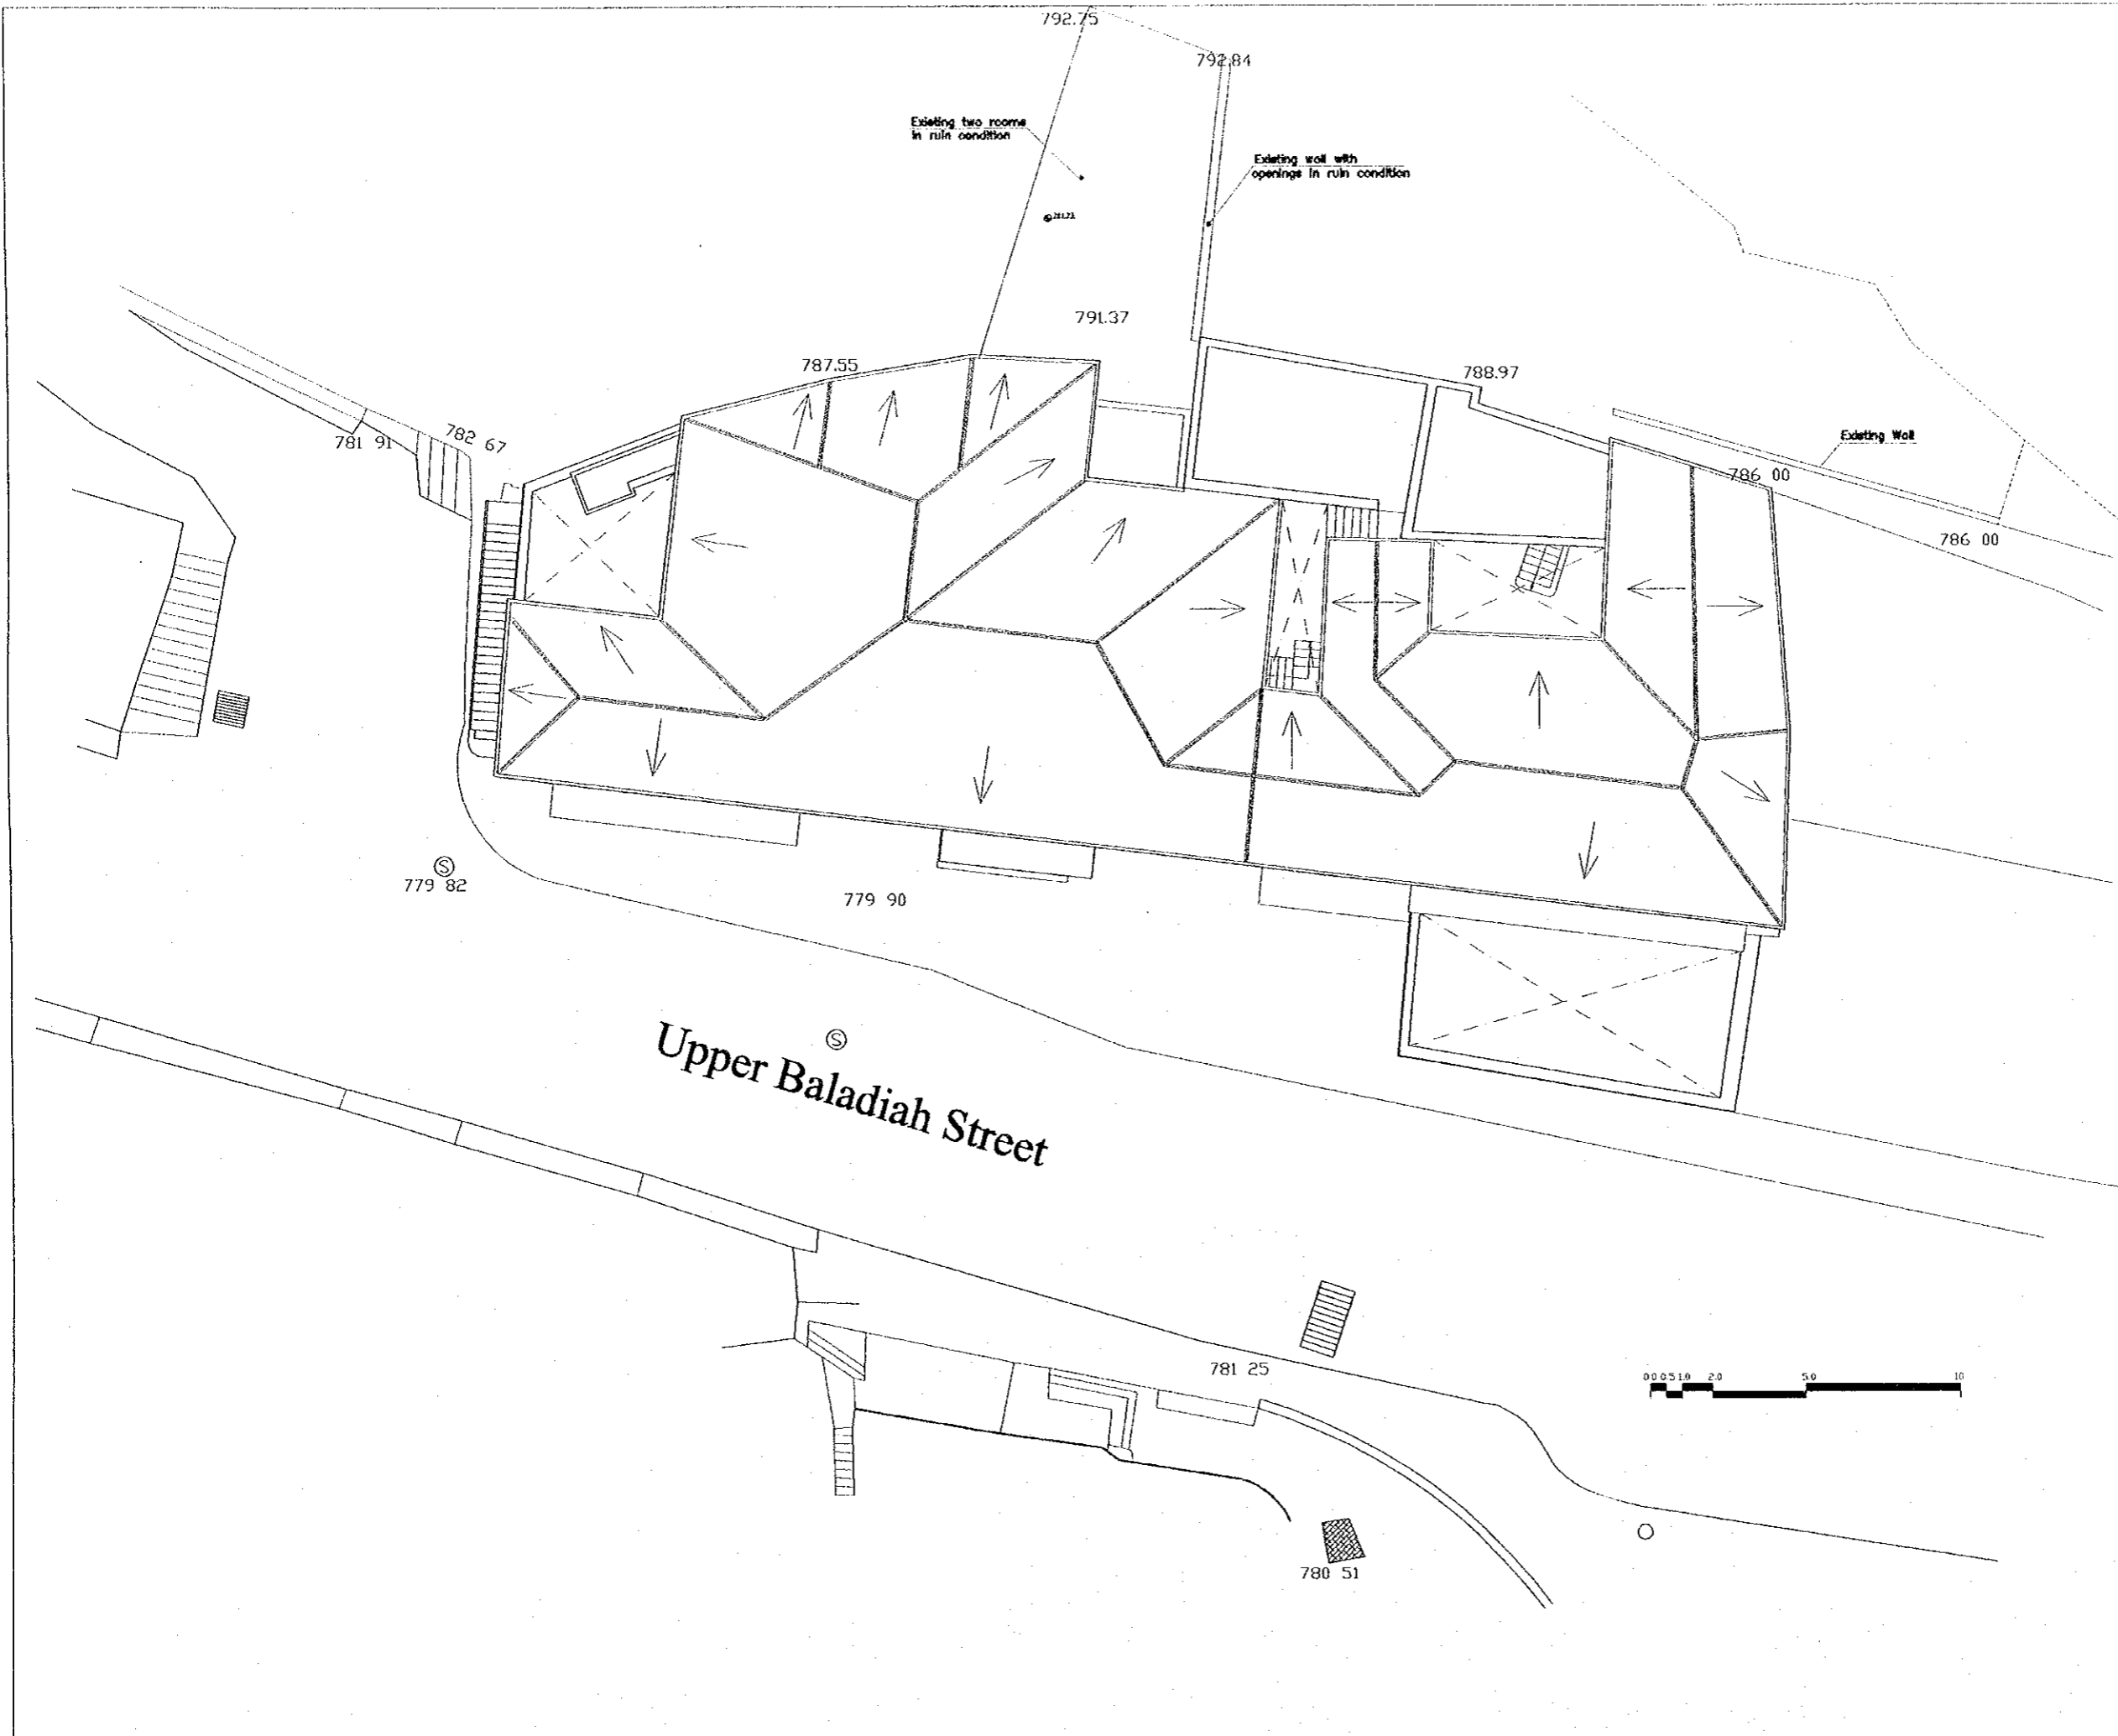 792.75
792.84
Existing two rooms
in ruin condition
Existing wall with
openings in ruin condition
791.37
787.55
788.97
781 91
782 67
Existing Wall
786 00
786 00
S
779 82
779 90
S
Upper Baladiah Street
781 25
0.0 0.5 1.0 2.0 5.0 10
780 51